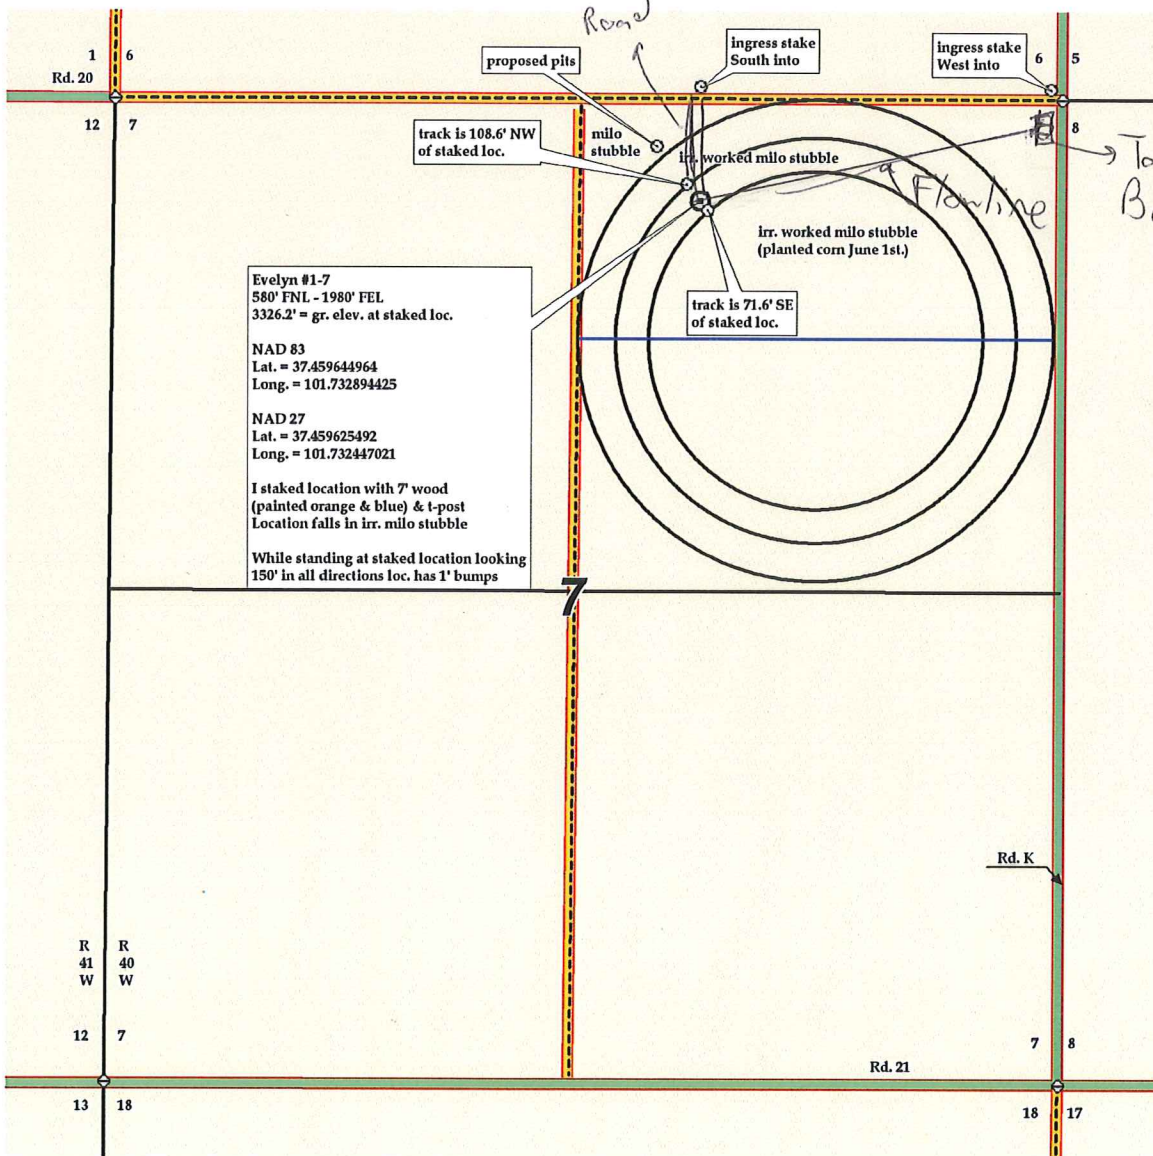 Road
1 6
Rd. 20
12 7
proposed pits
ingress stake
South into
ingress stake
West into
6 5
8
track is 108.6' NW
of staked loc.
milo
stubble
irr. worked milo stubble
Flowline
irr. worked milo stubble
(planted corn June 1st.)
track is 71.6' SE
of staked loc.
Evelyn #1-7
580' FNL - 1980' FEL
3326.2' = gr. elev. at staked loc.
NAD 83
Lat. = 37.459644964
Long. = 101.732894425
NAD 27
Lat. = 37.459625492
Long. = 101.732447021
I staked location with 7' wood
(painted orange & blue) & t-post
Location falls in irr. milo stubble
While standing at staked location looking
150' in all directions loc. has 1' bumps
7
Rd. K
R R
41 40
W W
12 7
7 8
Rd. 21
13 18
18 17